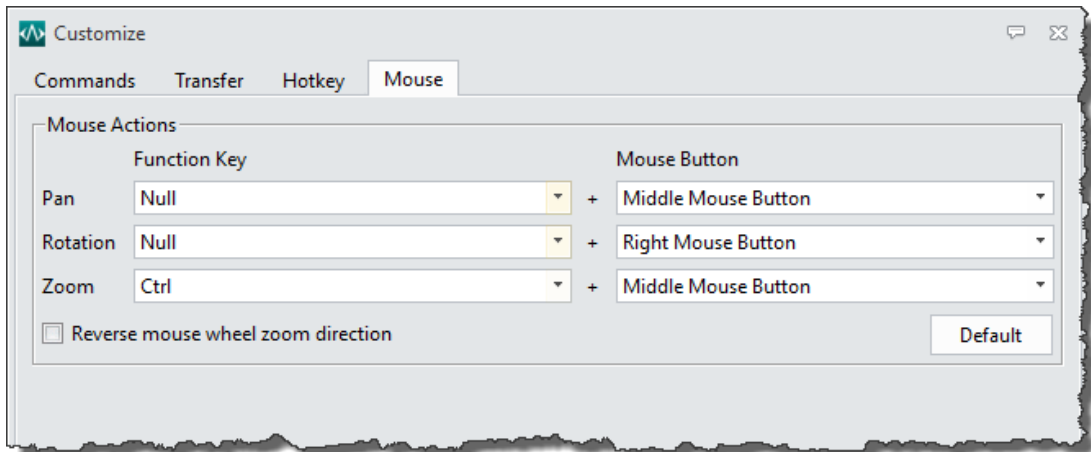 Customize
Commands Transfer Hotkey Mouse
Mouse Actions
Function Key Mouse Button
Pan Null + Middle Mouse Button
Rotation Null + Right Mouse Button
Zoom Ctrl + Middle Mouse Button
Reverse mouse wheel zoom direction Default